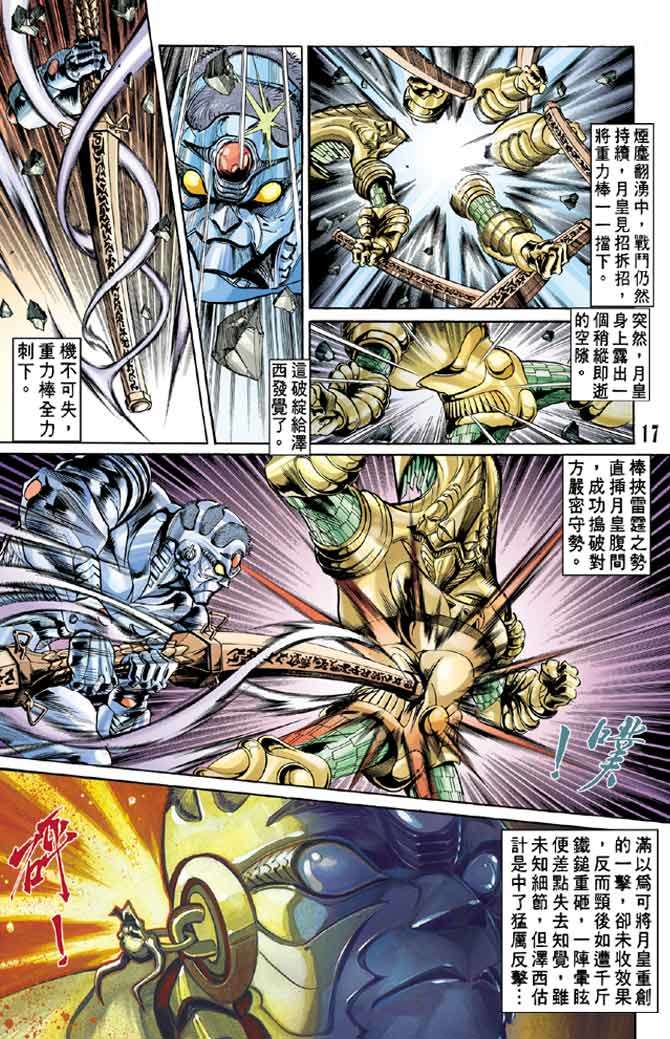 煙塵翻湧中，戰鬥仍然
持續，月皇見招拆招，
將重力棒一一擋下。
突然，月皇
身上露出一
個稍縱即逝
的空隙。
這破綻給澤
西發覺了。
機不可失，
重力棒全力
刺下。
17
棒挾雷霆之勢
直揷月皇腹間
，成功搗破對
方嚴密守勢。
噗！
滿以爲可將月皇重創
的一擊，卻未收效果
，反而頸後如遭千斤
鐵鎚重砸，一陣暈眩
便差點失去知覺，雖
未知細節，但澤西估
計是中了猛厲反擊…
砰！